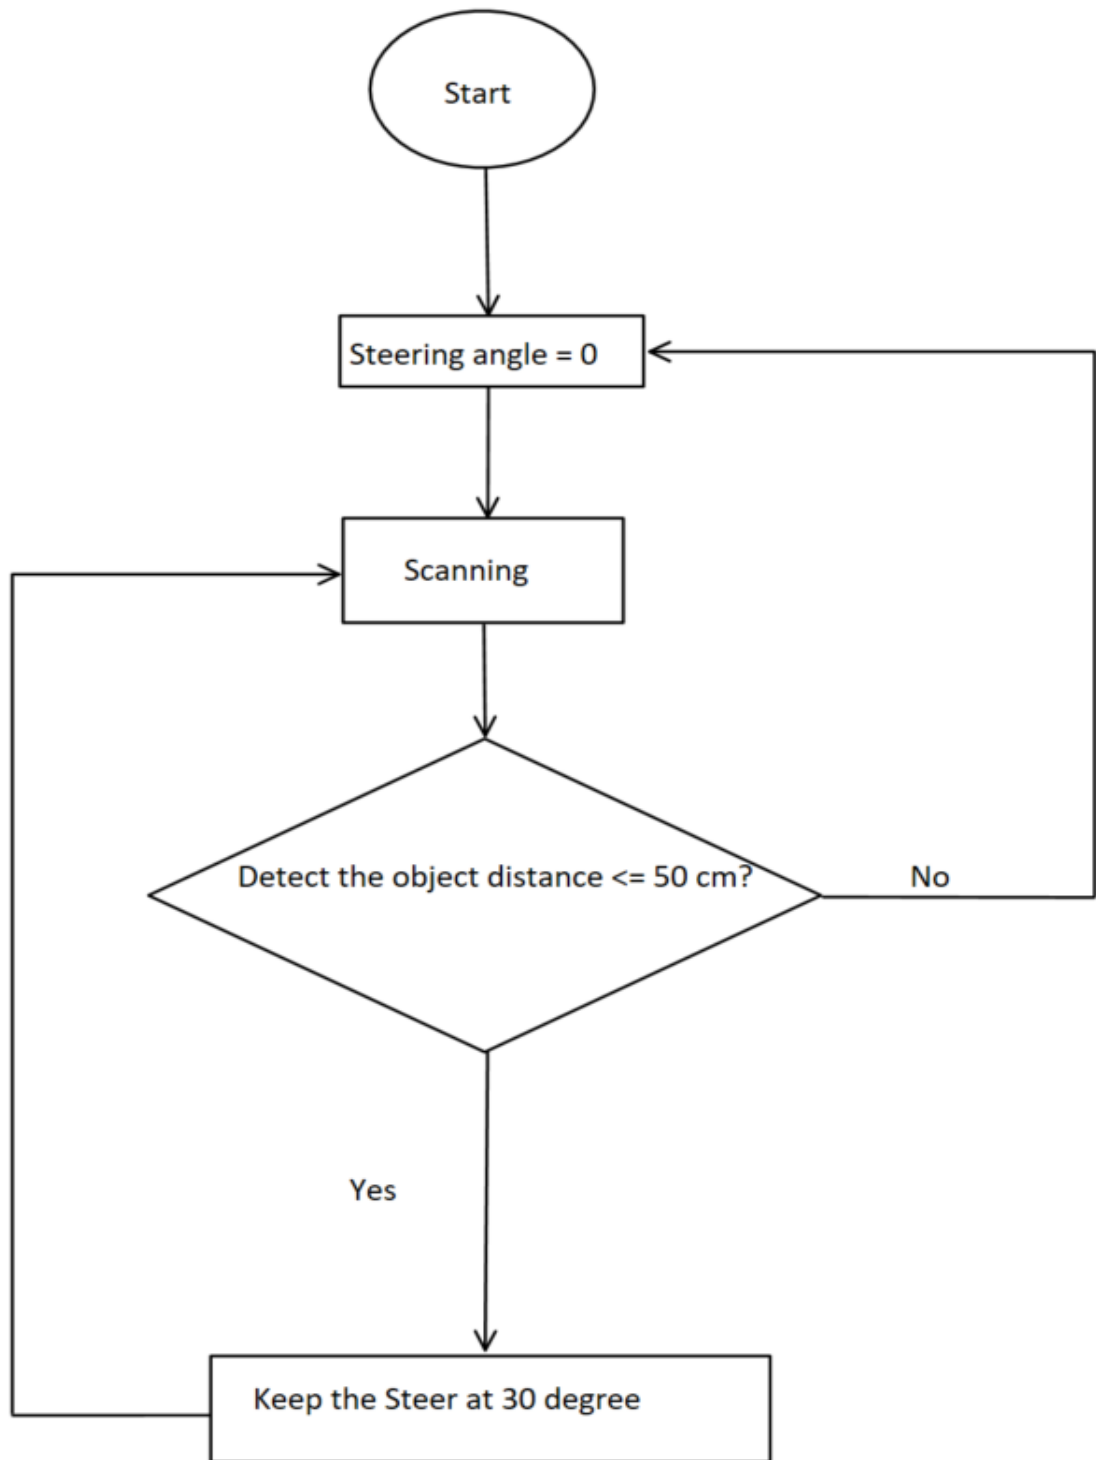 Start
Steering angle = 0
Scanning
Detect the object distance <= 50 cm?
No
Yes
Keep the Steer at 30 degree